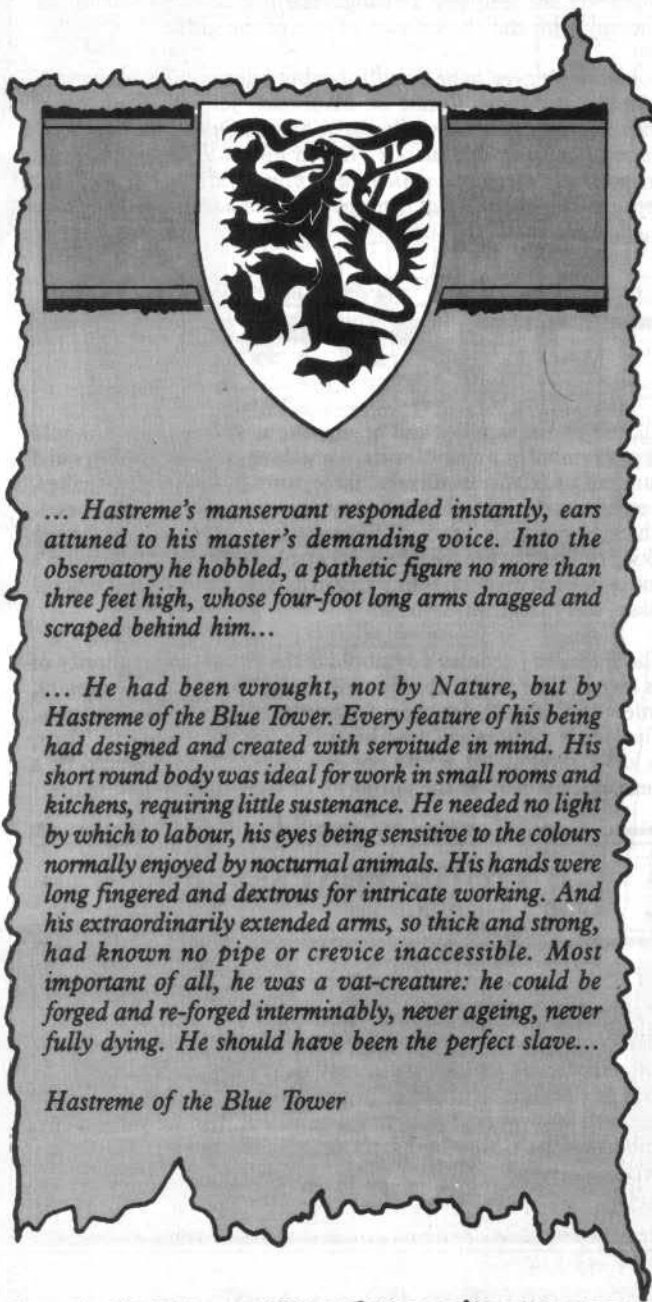 ... Hastreme's manservant responded instantly, ears
attuned to his master's demanding voice. Into the
observatory he hobbled, a pathetic figure no more than
three feet high, whose four-foot long arms dragged and
scraped behind him...
... He had been wrought, not by Nature, but by
Hastreme of the Blue Tower. Every feature of his being
had designed and created with servitude in mind. His
short round body was ideal for work in small rooms and
kitchens, requiring little sustenance. He needed no light
by which to labour, his eyes being sensitive to the colours
normally enjoyed by nocturnal animals. His hands were
long fingered and dextrous for intricate working. And
his extraordinarily extended arms, so thick and strong,
had known no pipe or crevice inaccessible. Most
important of all, he was a vat-creature: he could be
forged and re-forged interminably, never ageing, never
fully dying. He should have been the perfect slave...
Hastreme of the Blue Tower